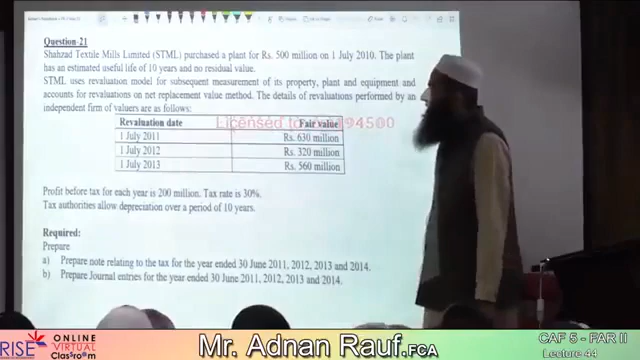 Question-21
Shahzad Textile Mills Limited (STML) purchased a plant for Rs. 500 million on 1 July 2010. The plant
has an estimated useful life of 10 years and no residual value.
STML uses revaluation model for subsequent measurement of its property, plant and equipment and
accounts for revaluations on net replacement value method. The details of revaluations performed by an
independent firm of valuers are as follows:
Revaluation date Fair value
Licensed to 94500
1 July 2011 Rs. 630 million
1 July 2012 Rs. 320 million
1 July 2013 Rs. 560 million
Profit before tax for each year is 200 million. Tax rate is 30%.
Tax authorities allow depreciation over a period of 10 years.
Required:
Prepare
a) Prepare note relating to the tax for the year ended 30 June 2011, 2012, 2013 and 2014.
b) Prepare Journal entries for the year ended 30 June 2011, 2012, 2013 and 2014.
RISE ONLINE VIRTUAL Classroom
Mr. Adnan Rauf.FCA
CAF 5 - FAR II
Lecture 44